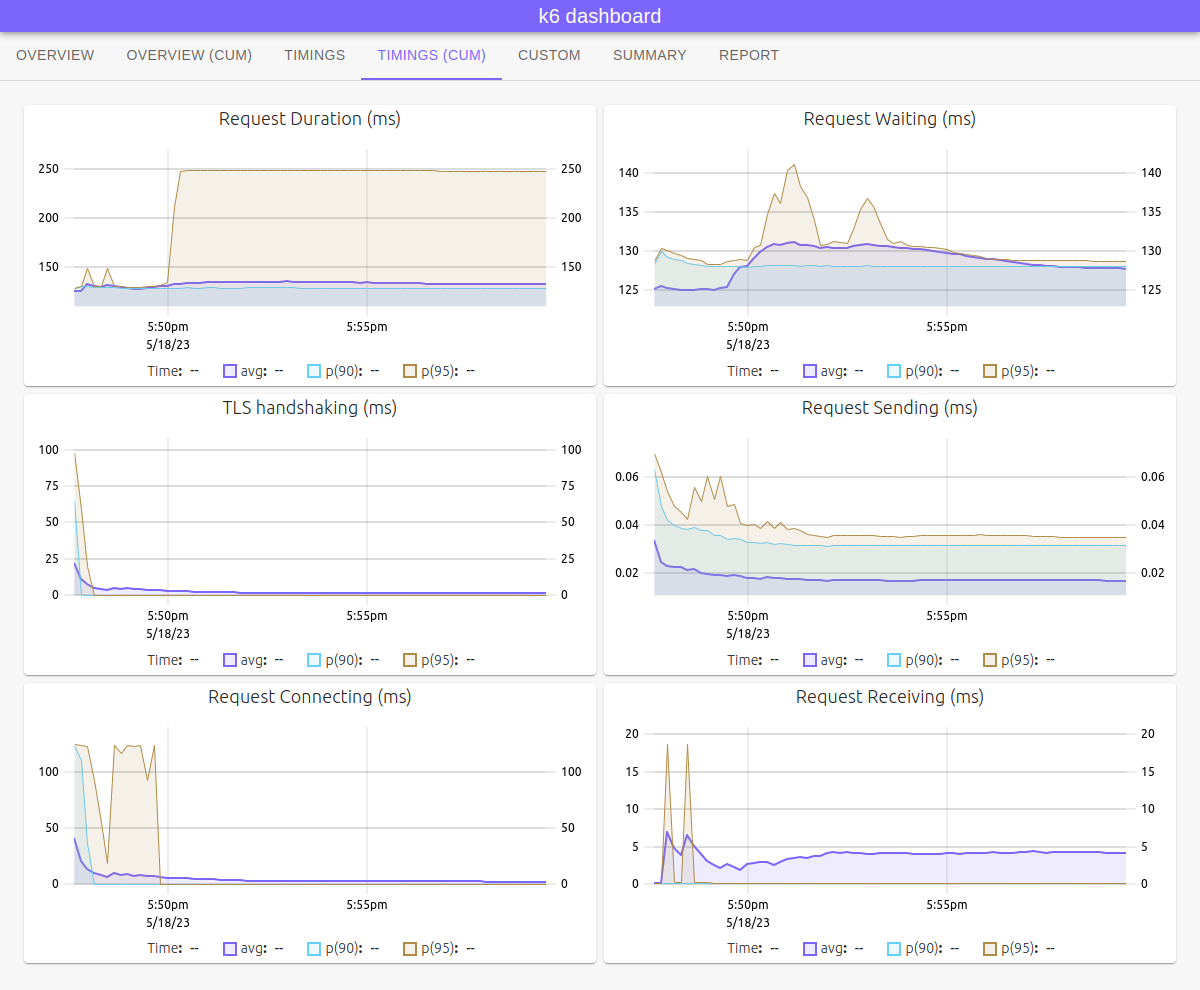 k6 dashboard
OVERVIEW OVERVIEW (CUM) TIMINGS TIMINGS (CUM) CUSTOM SUMMARY REPORT
Request Duration (ms)
250 250
200 200
150 150
5:50pm 5:55pm
5/18/23
Time: -- avg: -- p(90): -- p(95): --
Request Waiting (ms)
140 140
135 135
130 130
125 125
5:50pm 5:55pm
5/18/23
Time: -- avg: -- p(90): -- p(95): --
TLS handshaking (ms)
100 100
75 75
50 50
25 25
0 0
5:50pm 5:55pm
5/18/23
Time: -- avg: -- p(90): -- p(95): --
Request Sending (ms)
0.06 0.06
0.04 0.04
0.02 0.02
5:50pm 5:55pm
5/18/23
Time: -- avg: -- p(90): -- p(95): --
Request Connecting (ms)
100 100
50 50
0 0
5:50pm 5:55pm
5/18/23
Time: -- avg: -- p(90): -- p(95): --
Request Receiving (ms)
20 20
15 15
10 10
5 5
0 0
5:50pm 5:55pm
5/18/23
Time: -- avg: -- p(90): -- p(95): --